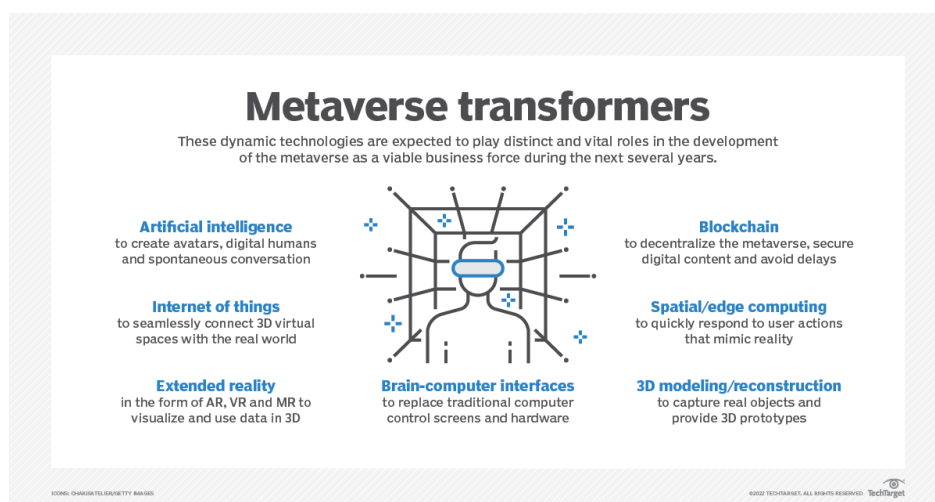 Metaverse transformers
These dynamic technologies are expected to play distinct and vital roles in the development
of the metaverse as a viable business force during the next several years.
Artificial intelligence
to create avatars, digital humans
and spontaneous conversation
Blockchain
to decentralize the metaverse, secure
digital content and avoid delays
Internet of things
to seamlessly connect 3D virtual
spaces with the real world
Spatial/edge computing
to quickly respond to user actions
that mimic reality
Extended reality
in the form of AR, VR and MR to
visualize and use data in 3D
Brain-computer interfaces
to replace traditional computer
control screens and hardware
3D modeling/reconstruction
to capture real objects and
provide 3D prototypes
ICONS: CHAKISATELIER/GETTY IMAGES
©2022 TECHTARGET, ALL RIGHTS RESERVED TechTarget